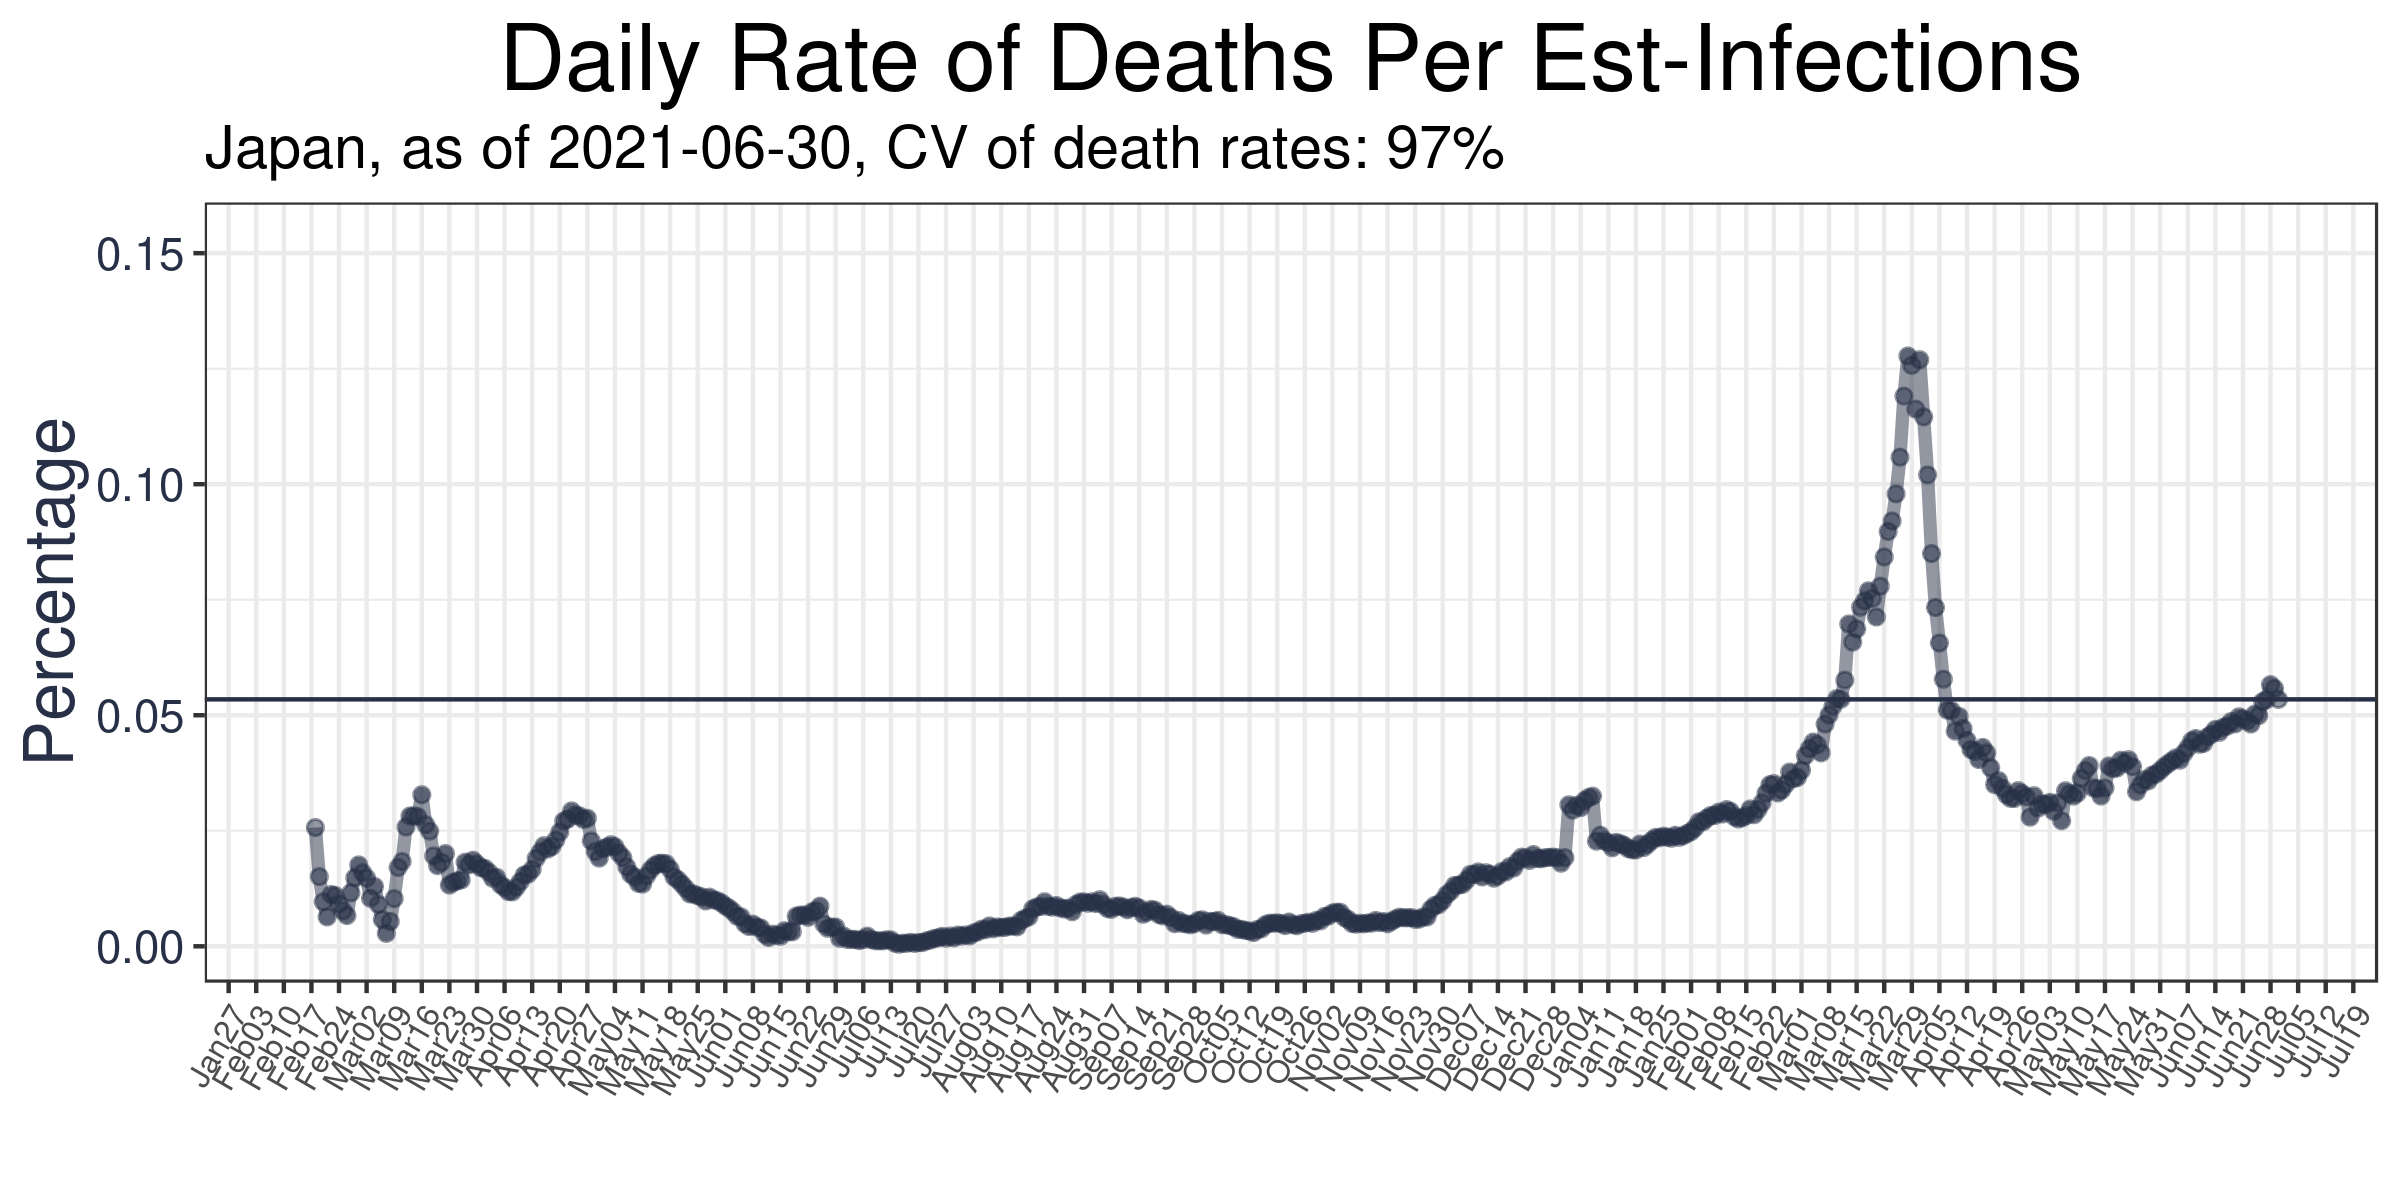 Daily Rate of Deaths Per Est-Infections
Japan, as of 2021-06-30, CV of death rates: 97%
Percentage
0.15
0.10
0.05
0.00
Jan27
Feb03
Feb10
Feb17
Feb24
Mar02
Mar09
Mar16
Mar23
Mar30
Apr06
Apr13
Apr20
Apr27
May04
May11
May18
May25
Jun01
Jun08
Jun15
Jun22
Jun29
Jul06
Jul13
Jul20
Jul27
Aug03
Aug10
Aug17
Aug24
Aug31
Sep07
Sep14
Sep21
Sep28
Oct05
Oct12
Oct19
Oct26
Nov02
Nov09
Nov16
Nov23
Nov30
Dec07
Dec14
Dec21
Dec28
Jan04
Jan11
Jan18
Jan25
Feb01
Feb08
Feb15
Feb22
Mar01
Mar08
Mar15
Mar22
Mar29
Apr05
Apr12
Apr19
Apr26
May03
May10
May17
May24
May31
Jun07
Jun14
Jun21
Jun28
Jul05
Jul12
Jul19